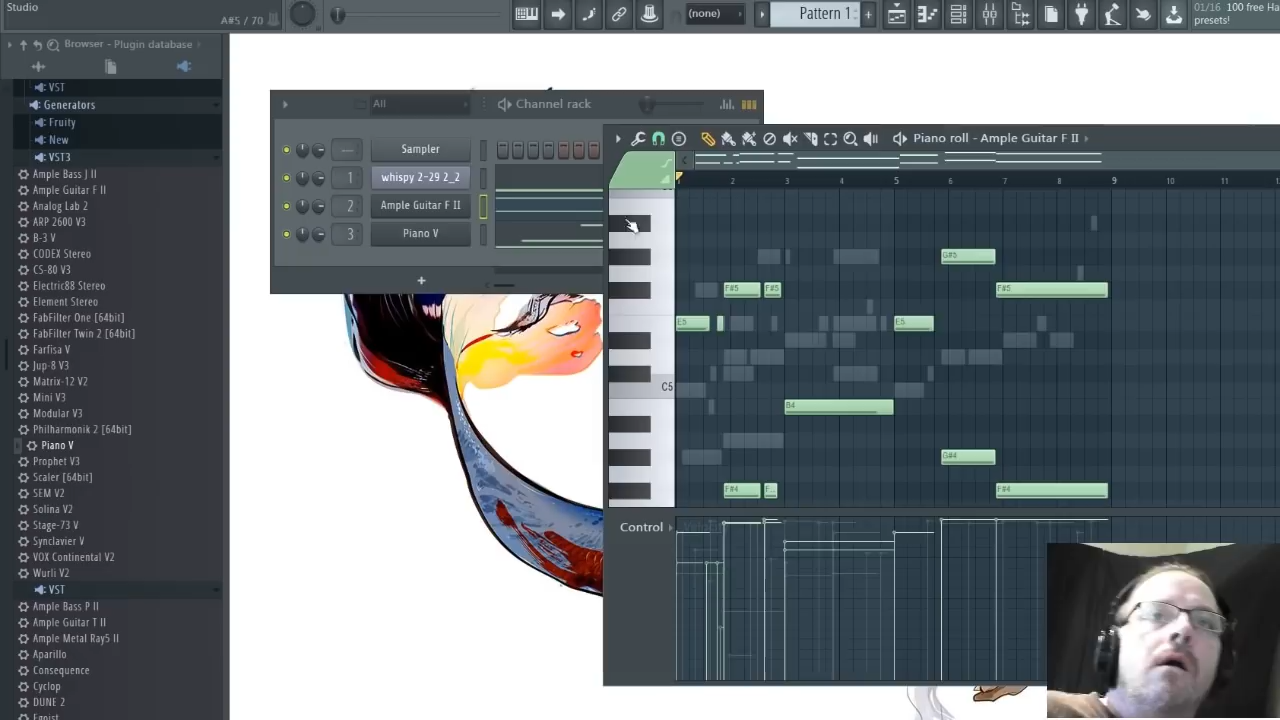 Studio
A#5 / 70
(none)
Pattern 1
+
01/16 100 free Ha
presets!
Browser - Plugin database
VST
Generators
Fruity
New
VST3
Ample Bass J II
Ample Guitar F II
Analog Lab 2
ARP 2600 V3
B-3 V
CODEX Stereo
CS-80 V3
Electric88 Stereo
Element Stereo
FabFilter One [64bit]
FabFilter Twin 2 [64bit]
Farfisa V
Jup-8 V3
Matrix-12 V2
Mini V3
Modular V3
Philharmonik 2 [64bit]
Piano V
Prophet V3
Scaler [64bit]
SEM V2
Solina V2
Stage-73 V
Synclavier V
VOX Continental V2
Wurli V2
VST
Ample Bass P II
Ample Guitar T II
Ample Metal Ray5 II
Aparillo
Consequence
Cyclop
DUNE 2
Egoist
All
Channel rack
Sampler
1 whispy 2-29 2_2
2 Ample Guitar F II
3 Piano V
+
Piano roll - Ample Guitar F II
1 2 3 4 5 6 7 8 9 10 11
G#5
F#5 F#5 F#5
E5 E5
C5
B4
G#4
F#4 F... F#4
Control